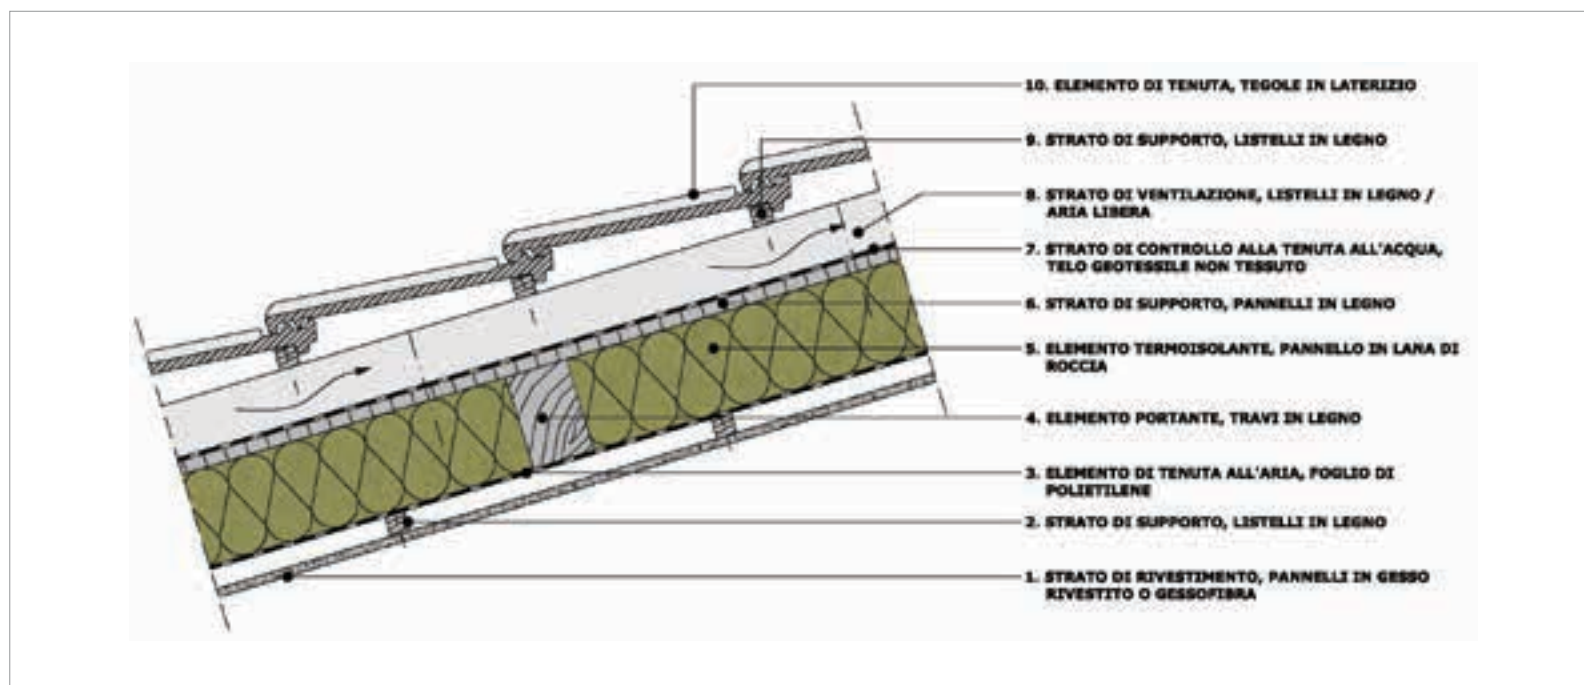 10. ELEMENTO DI TENUTA, TEGOLE IN LATERIZIO
9. STRATO DI SUPPORTO, LISTELLI IN LEGNO
8. STRATO DI VENTILAZIONE, LISTELLI IN LEGNO /
ARIA LIBERA
7. STRATO DI CONTROLLO ALLA TENUTA ALL'ACQUA,
TELO GEOTESSILE NON TESSUTO
6. STRATO DI SUPPORTO, PANNELLI IN LEGNO
5. ELEMENTO TERMOISOLANTE, PANNELLO IN LANA DI
ROCCIA
4. ELEMENTO PORTANTE, TRAVI IN LEGNO
3. ELEMENTO DI TENUTA ALL'ARIA, FOGLIO DI
POLIETILENE
2. STRATO DI SUPPORTO, LISTELLI IN LEGNO
1. STRATO DI RIVESTIMENTO, PANNELLI IN GESSO
RIVESTITO O GESSOFIBRA